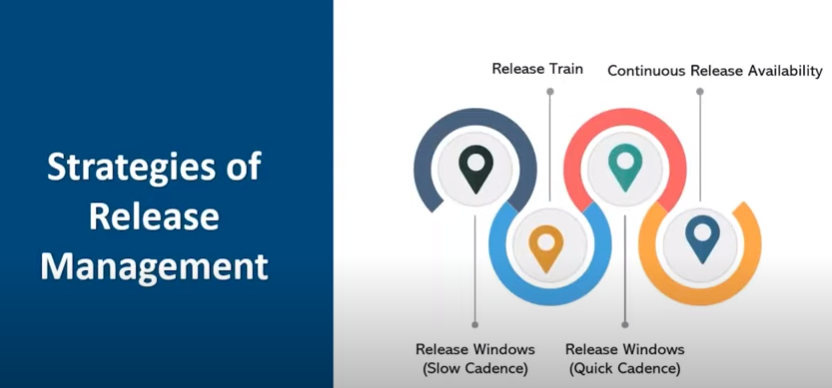 Strategies of
Release
Management
Release Train
Continuous Release Availability
Release Windows
(Slow Cadence)
Release Windows
(Quick Cadence)